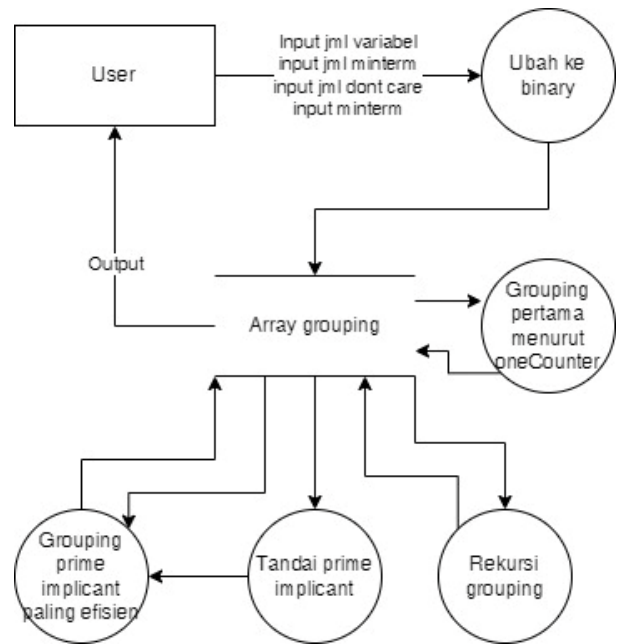 User
Input jml variabel
input jml minterm
input jml dont care
input minterm
Ubah ke
binary
Output
Array grouping
Grouping
pertama
menurut
oneCounter
Grouping
prime
implicant
paling efisien
Tandai prime
implicant
Rekursi
grouping